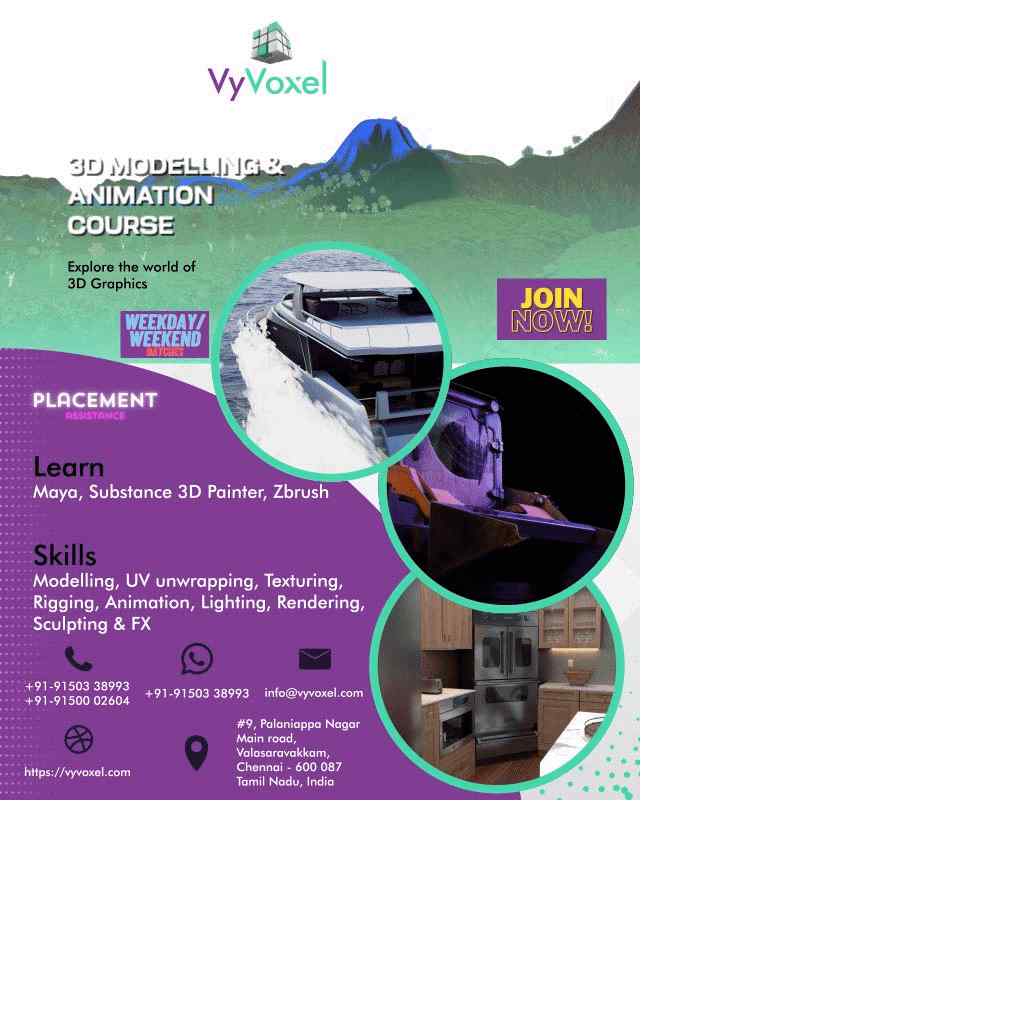 VyVoxel
3D MODELLING &
ANIMATION
COURSE
Explore the world of
3D Graphics
WEEKDAY/
WEEKEND
BATCHES
JOIN
NOW!
PLACEMENT
ASSISTANCE
Learn
Maya, Substance 3D Painter, Zbrush
Skills
Modelling, UV unwrapping, Texturing,
Rigging, Animation, Lighting, Rendering,
Sculpting & FX
+91-91503 38993
+91-91500 02604
+91-91503 38993
info@vyvoxel.com
https://vyvoxel.com
#9, Palaniappa Nagar
Main road,
Valasaravakkam,
Chennai - 600 087
Tamil Nadu, India